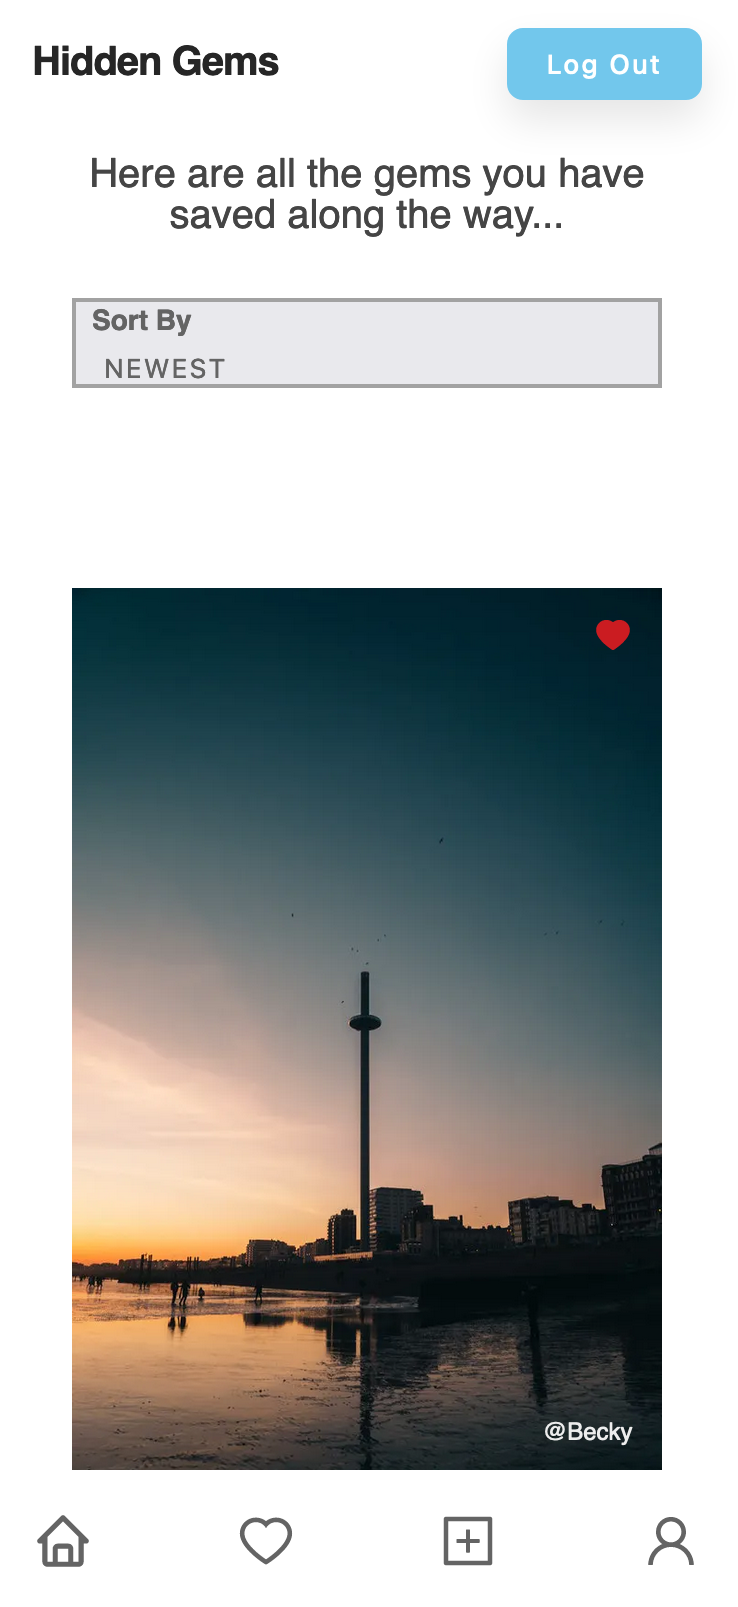 Hidden Gems
Log Out
Here are all the gems you have
saved along the way...
Sort By
NEWEST
@Becky